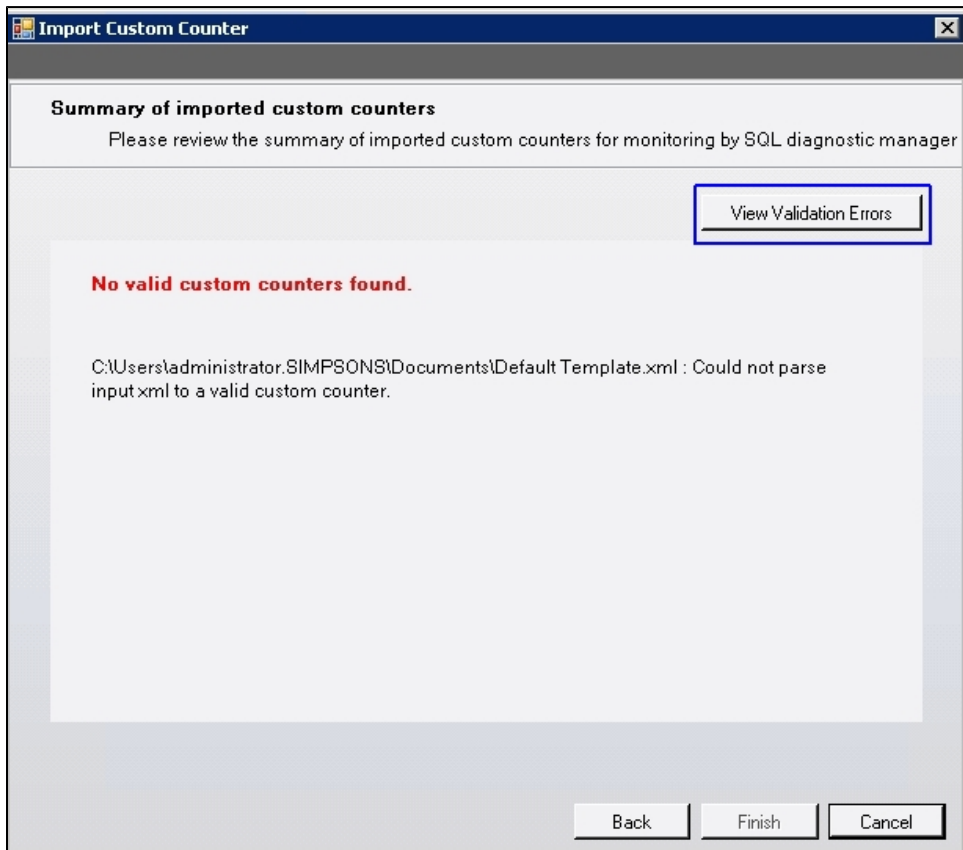 Import Custom Counter
Summary of imported custom counters
Please review the summary of imported custom counters for monitoring by SQL diagnostic manager
View Validation Errors
No valid custom counters found.
C:\Users\administrator.SIMPSONS\Documents\Default Template.xml : Could not parse
input xml to a valid custom counter.
Back
Finish
Cancel